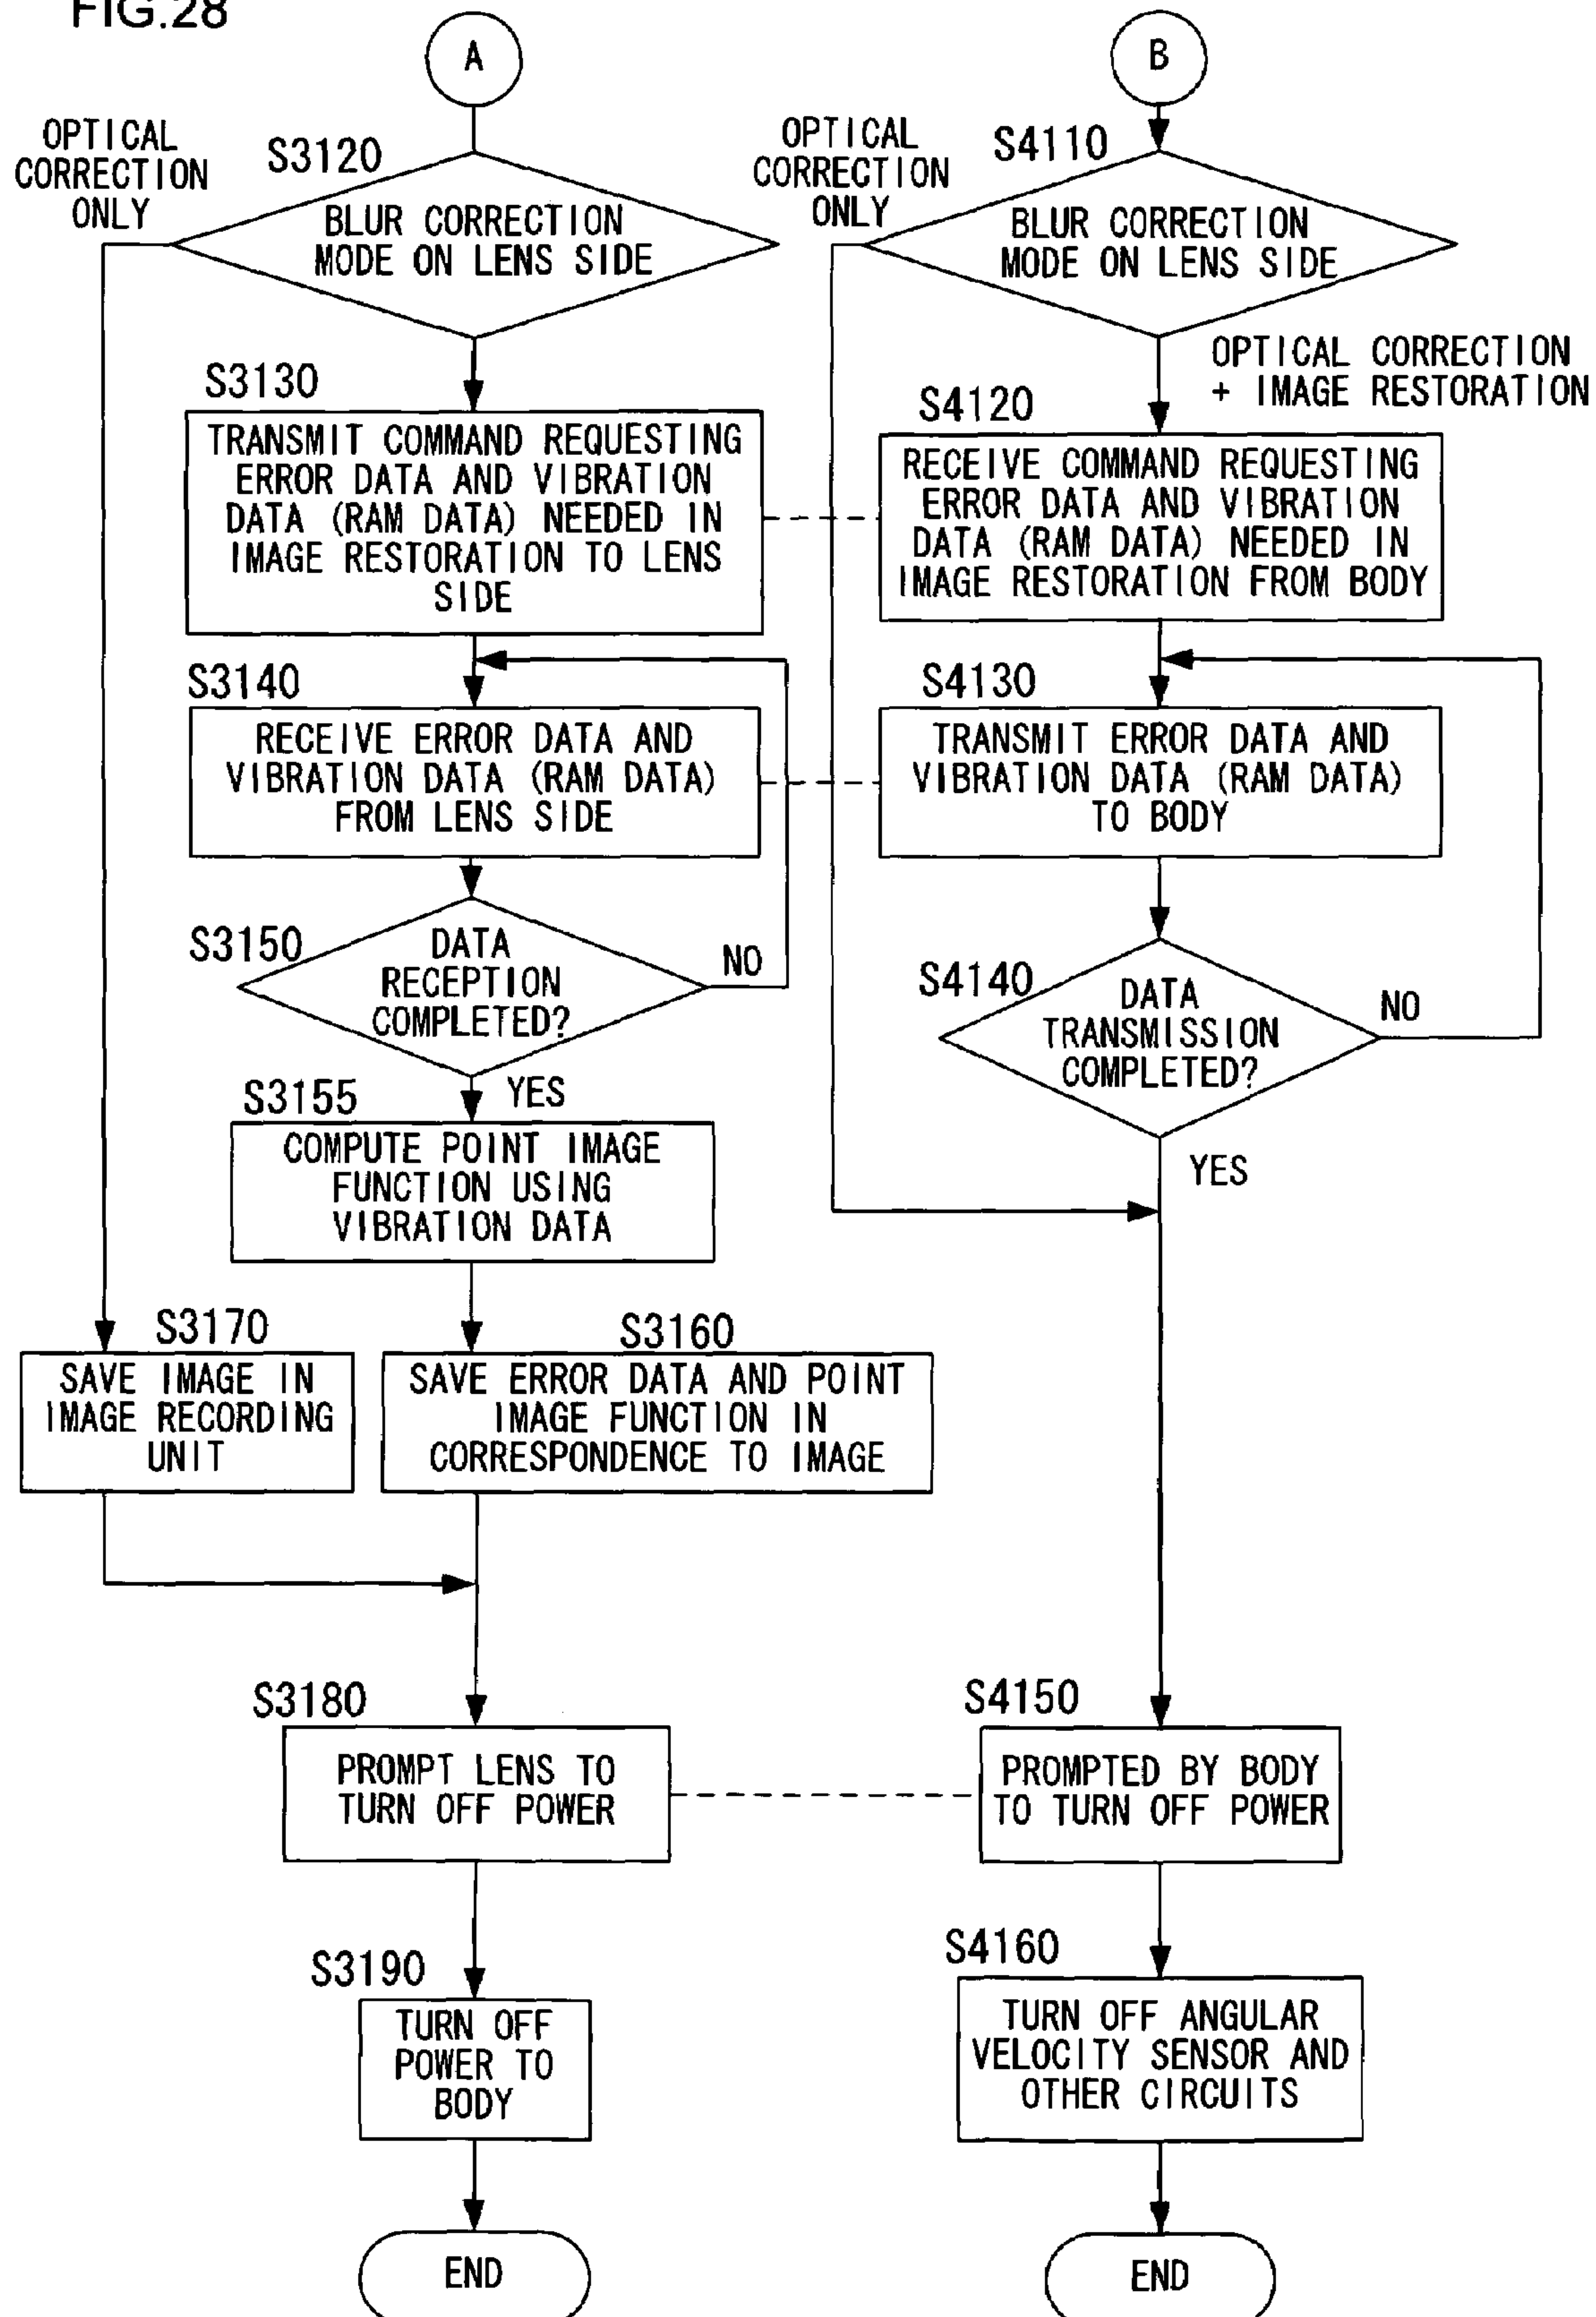 FIG.28
A
OPTICAL
CORRECTION
ONLY
S3120
BLUR CORRECTION
MODE ON LENS SIDE
S3130
TRANSMIT COMMAND REQUESTING
ERROR DATA AND VIBRATION
DATA (RAM DATA) NEEDED IN
IMAGE RESTORATION TO LENS
SIDE
S3140
RECEIVE ERROR DATA AND
VIBRATION DATA (RAM DATA)
FROM LENS SIDE
S3150
DATA
RECEPTION
COMPLETED?
NO
YES
S3155
COMPUTE POINT IMAGE
FUNCTION USING
VIBRATION DATA
S3170
SAVE IMAGE IN
IMAGE RECORDING
UNIT
S3160
SAVE ERROR DATA AND POINT
IMAGE FUNCTION IN
CORRESPONDENCE TO IMAGE
S3180
PROMPT LENS TO
TURN OFF POWER
S3190
TURN OFF
POWER TO
BODY
END
B
OPTICAL
CORRECTION
ONLY
S4110
BLUR CORRECTION
MODE ON LENS SIDE
OPTICAL CORRECTION
+ IMAGE RESTORATION
S4120
RECEIVE COMMAND REQUESTING
ERROR DATA AND VIBRATION
DATA (RAM DATA) NEEDED IN
IMAGE RESTORATION FROM BODY
S4130
TRANSMIT ERROR DATA AND
VIBRATION DATA (RAM DATA)
TO BODY
S4140
DATA
TRANSMISSION
COMPLETED?
NO
YES
S4150
PROMPTED BY BODY
TO TURN OFF POWER
S4160
TURN OFF ANGULAR
VELOCITY SENSOR AND
OTHER CIRCUITS
END